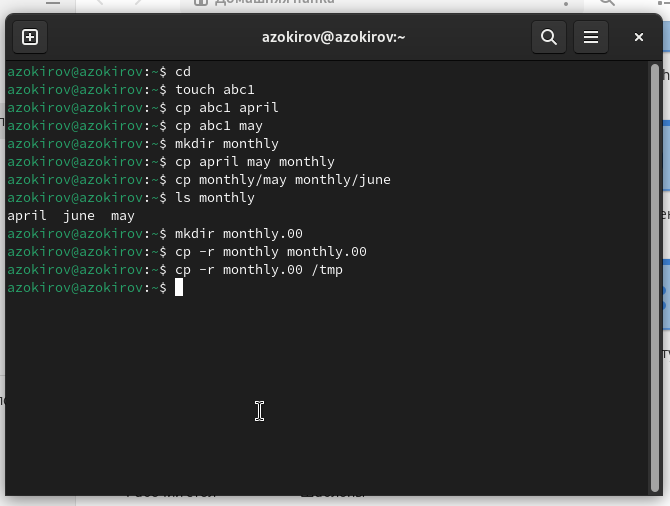 Домашняя папка
azokirov@azokirov:~
azokirov@azokirov:~$ cd
azokirov@azokirov:~$ touch abc1
azokirov@azokirov:~$ cp abc1 april
azokirov@azokirov:~$ cp abc1 may
azokirov@azokirov:~$ mkdir monthly
azokirov@azokirov:~$ cp april may monthly
azokirov@azokirov:~$ cp monthly/may monthly/june
azokirov@azokirov:~$ ls monthly
april  june  may
azokirov@azokirov:~$ mkdir monthly.00
azokirov@azokirov:~$ cp -r monthly monthly.00
azokirov@azokirov:~$ cp -r monthly.00 /tmp
azokirov@azokirov:~$